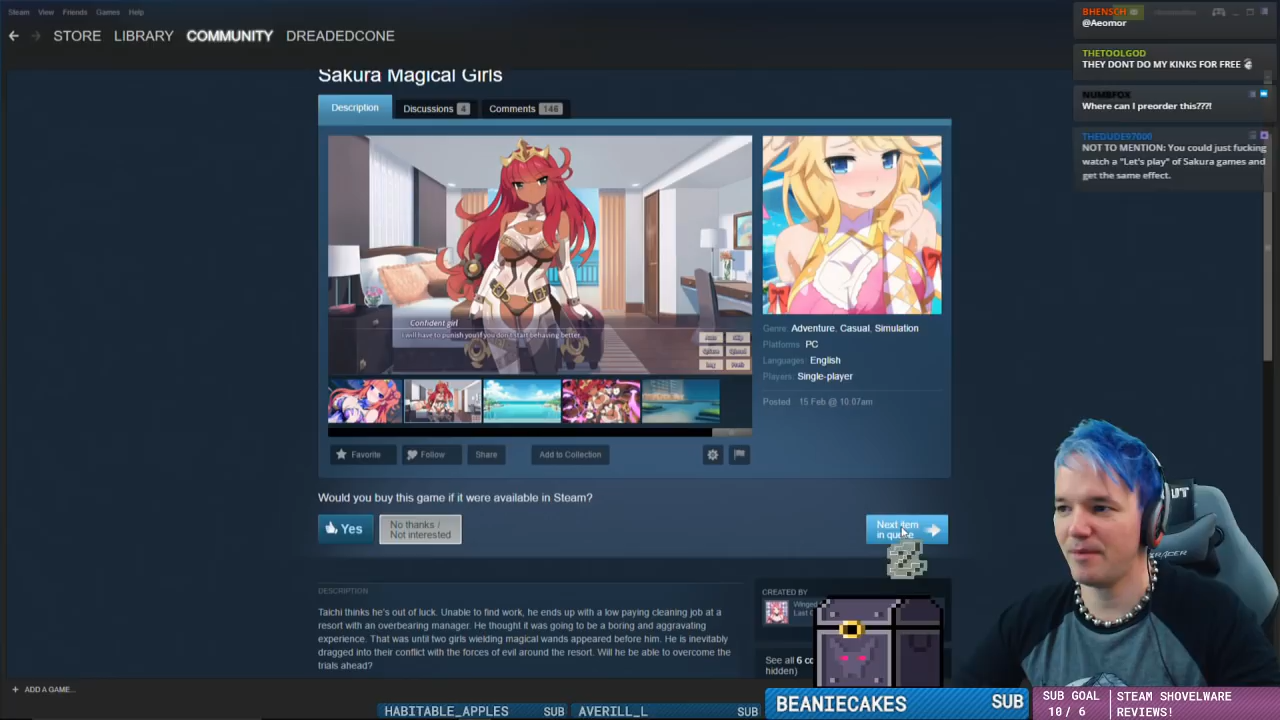 Steam View Friends Games Help
STORE LIBRARY COMMUNITY DREADEDCONE
Sakura Magical Girls
Description Discussions 4 Comments 146
Confident girl
I will have to punish you if you don't start behaving better.
Genre: Adventure, Casual, Simulation
Platforms: PC
Languages: English
Players: Single-player
Posted 15 Feb @ 10.07am
Favorite Follow Share Add to Collection
Would you buy this game if it were available in Steam?
Yes
No thanks /
Not interested
Next item
in queue
DESCRIPTION
Taichi thinks he's out of luck. Unable to find work, he ends up with a low paying cleaning job at a
resort with an overbearing manager. He thought it was going to be a boring and aggravating
experience. That was until two girls wielding magical wands appeared before him. He is inevitably
dragged into their conflict with the forces of evil around the resort. Will he be able to overcome the
trials ahead?
CREATED BY
Winged
See all 6 co
hidden)
+ ADD A GAME...
BHENSCH
@Aeomor
THETOOLGOD
THEY DONT DO MY KINKS FOR FREE
NUMBFOX
Where can I preorder this???!
THEDUDE97000
NOT TO MENTION: You could just fucking
watch a "Let's play" of Sakura games and
get the same effect.
HABITABLE_APPLES SUB
AVERILL_L SUB
BEANIECAKES SUB
SUB GOAL
10 / 6
STEAM SHOVELWARE
REVIEWS!